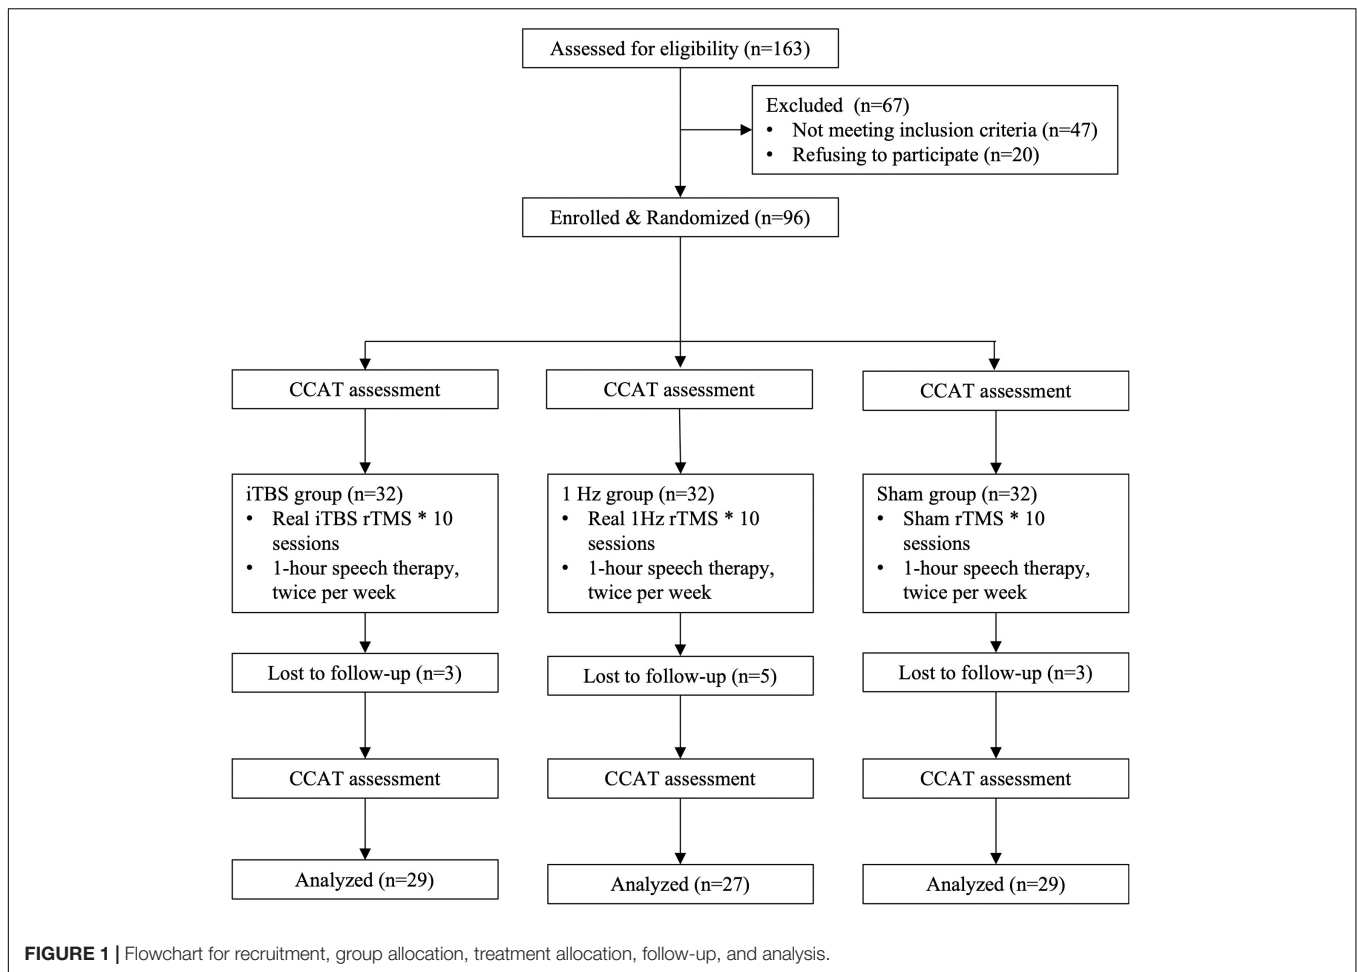 Assessed for eligibility (n=163)
Excluded (n=67)
• Not meeting inclusion criteria (n=47)
• Refusing to participate (n=20)
Enrolled & Randomized (n=96)
CCAT assessment
CCAT assessment
CCAT assessment
iTBS group (n=32)
• Real iTBS rTMS * 10
sessions
• 1-hour speech therapy,
twice per week
1 Hz group (n=32)
• Real 1Hz rTMS * 10
sessions
• 1-hour speech therapy,
twice per week
Sham group (n=32)
• Sham rTMS * 10
sessions
• 1-hour speech therapy,
twice per week
Lost to follow-up (n=3)
Lost to follow-up (n=5)
Lost to follow-up (n=3)
CCAT assessment
CCAT assessment
CCAT assessment
Analyzed (n=29)
Analyzed (n=27)
Analyzed (n=29)
FIGURE 1 | Flowchart for recruitment, group allocation, treatment allocation, follow-up, and analysis.